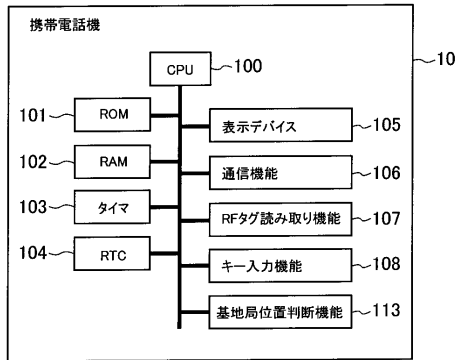 携帯電話機
10
CPU
100
101
ROM
表示デバイス
105
102
RAM
通信機能
106
103
タイマ
RFタグ読み取り機能
107
104
RTC
キー入力機能
108
基地局位置判断機能
113